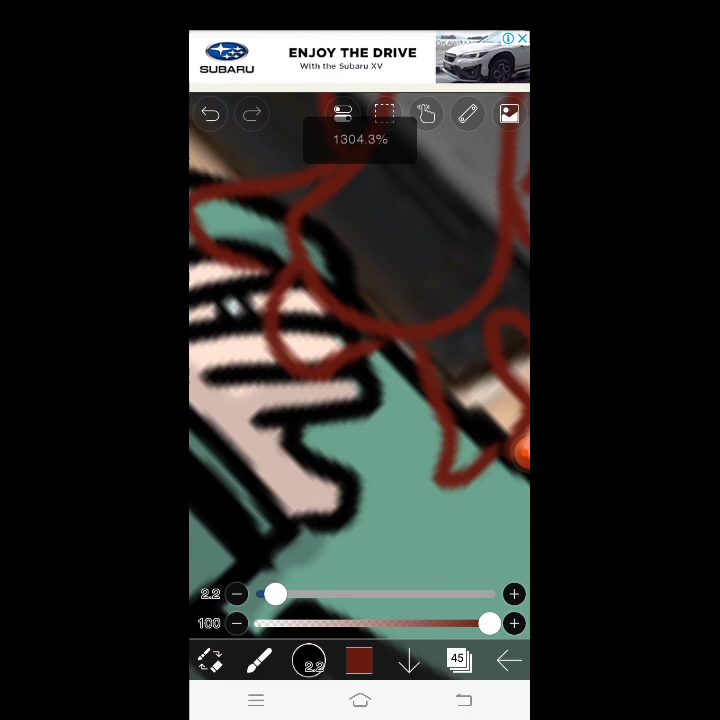 SUBARU
ENJOY THE DRIVE
With the Subaru XV
1304.3%
2.2
100
2.2
45